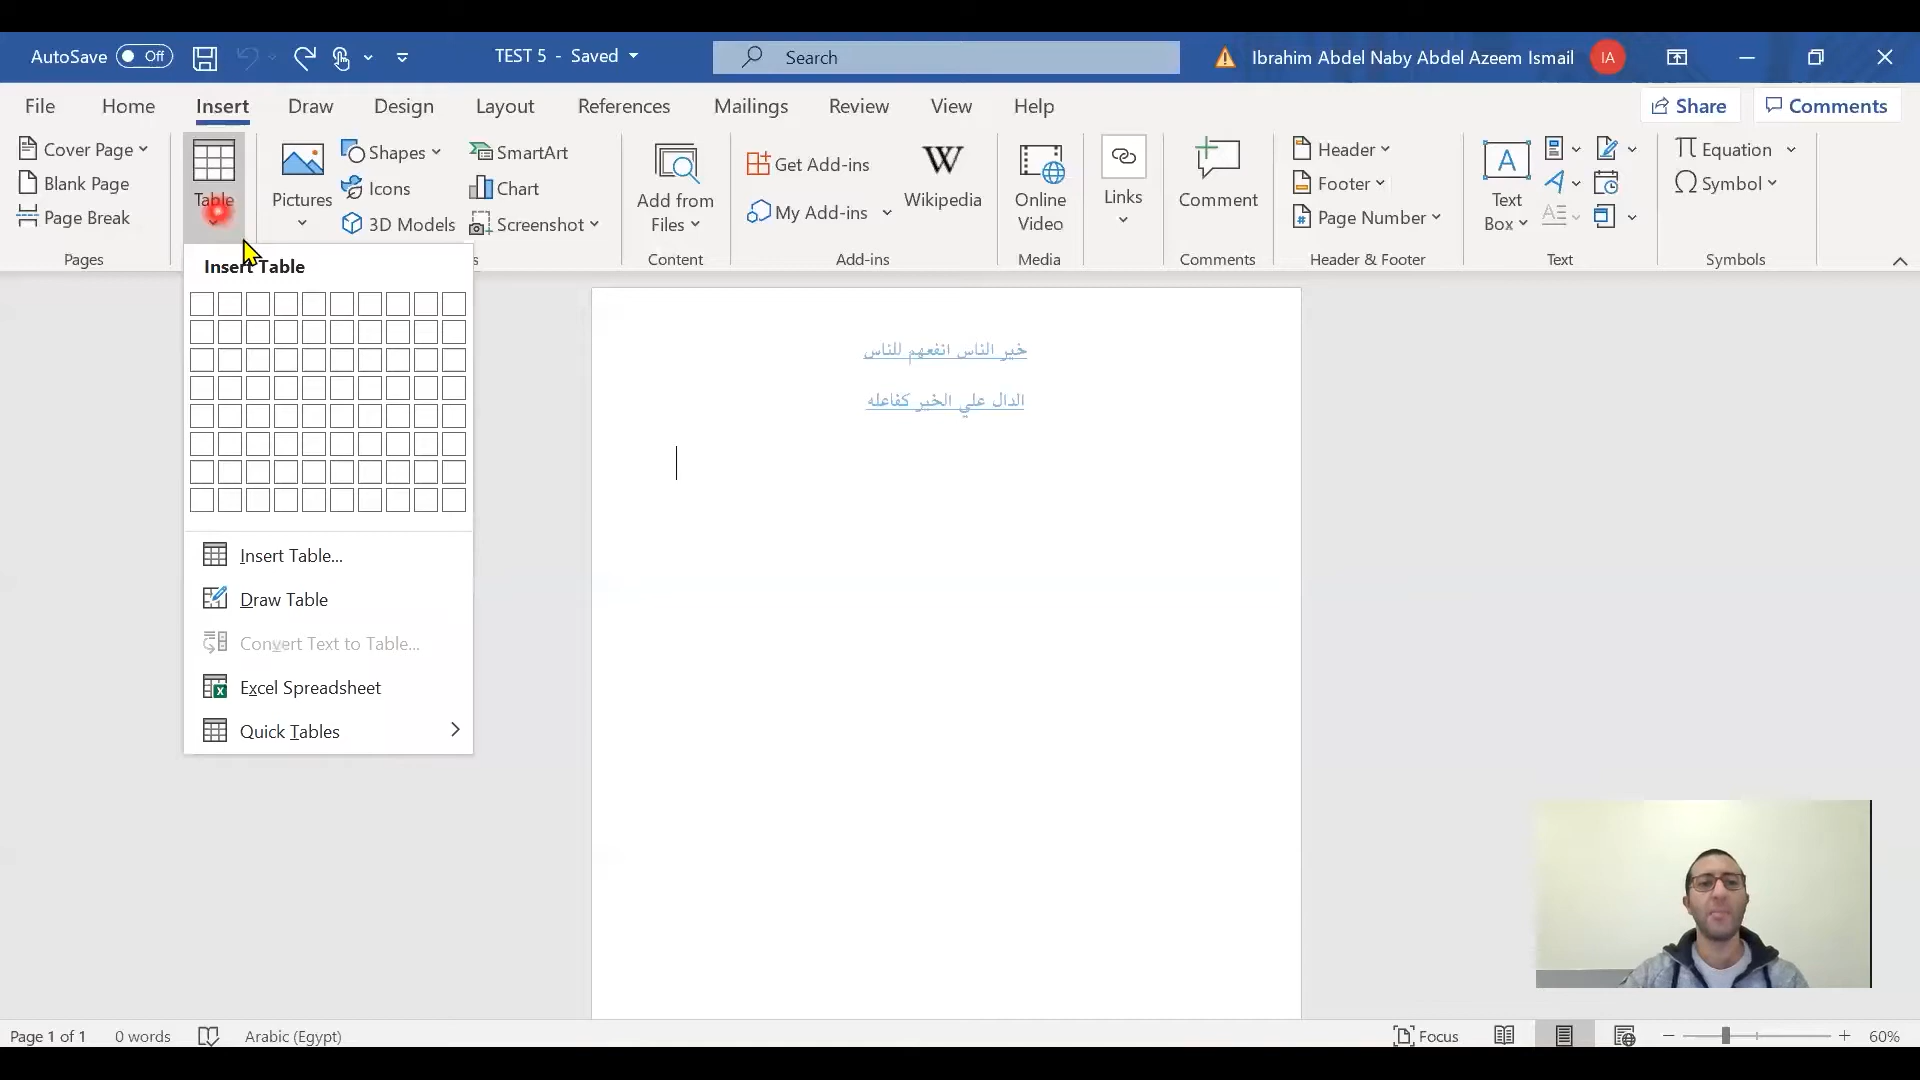 AutoSave Off TEST 5 - Saved Search Ibrahim Abdel Naby Abdel Azeem Ismail IA
File Home Insert Draw Design Layout References Mailings Review View Help Share Comments
Cover Page
Blank Page
Page Break
Pages
Table
Pictures
Shapes
Icons
3D Models
SmartArt
Chart
Screenshot
Add from
Files
Content
Get Add-ins
My Add-ins
Wikipedia
Add-ins
Online
Video
Media
Links
Comment
Comments
Header
Footer
Page Number
Header & Footer
Text
Box
Text
Equation
Symbol
Symbols
Insert Table
Insert Table...
Draw Table
Convert Text to Table...
Excel Spreadsheet
Quick Tables
خير الناس انفعهم للناس
الدال علي الخير كفاعله
Page 1 of 1 0 words Arabic (Egypt) Focus 60%